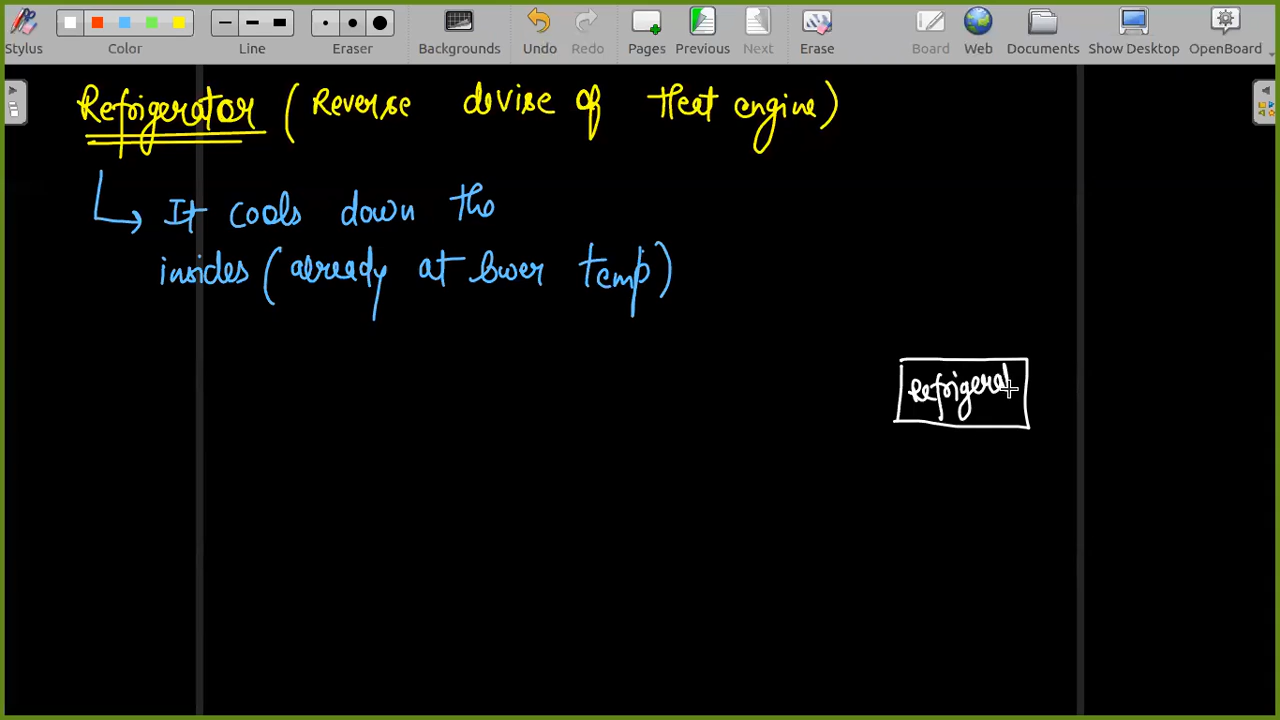 Stylus Color Line Eraser Backgrounds Undo Redo Pages Previous Next Erase Board Web Documents Show Desktop OpenBoard
Refrigerator (Reverse devise of Heat engine)
It cools down the
insides (already at lower temp)
Refrigerat